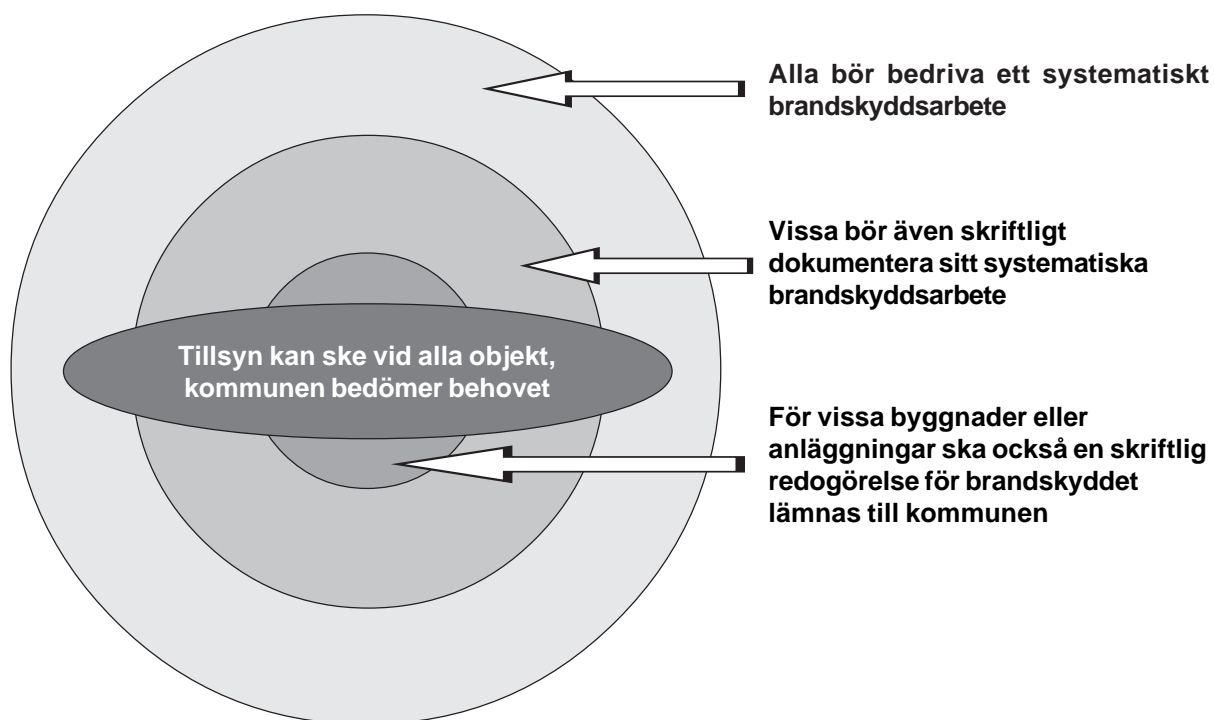 Alla bör bedriva ett systematiskt
brandskyddsarbete
Vissa bör även skriftligt
dokumentera sitt systematiska
brandskyddsarbete
Tillsyn kan ske vid alla objekt,
kommunen bedömer behovet
För vissa byggnader eller
anläggningar ska också en skriftlig
redogörelse för brandskyddet
lämnas till kommunen